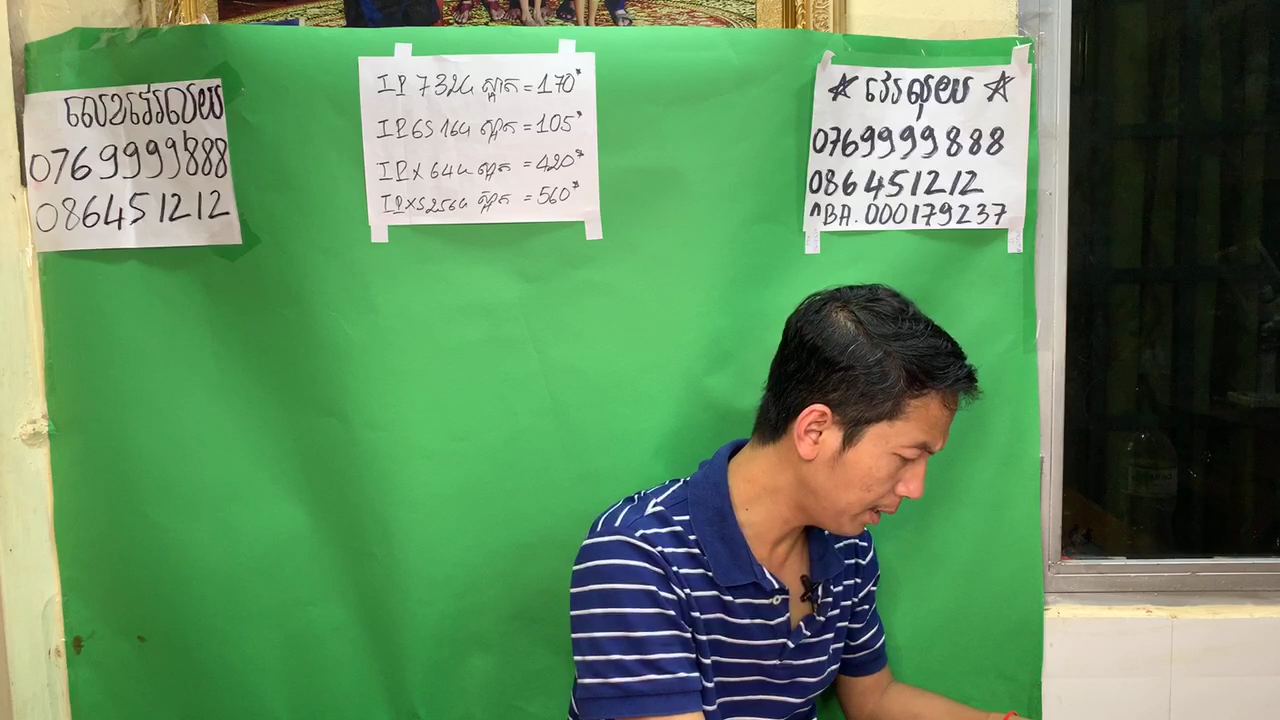 លេខវេរលុយ
0769999888
086451212
IP 7 32G ស្អាត = 170*
IP 6S 16G ស្អាត = 105*
IP X 64G ស្អាត = 420*
IP XS 256G ស្អាត = 560*
☆ វេរលុយ ☆
0769999888
086451212
ABA. 000179237